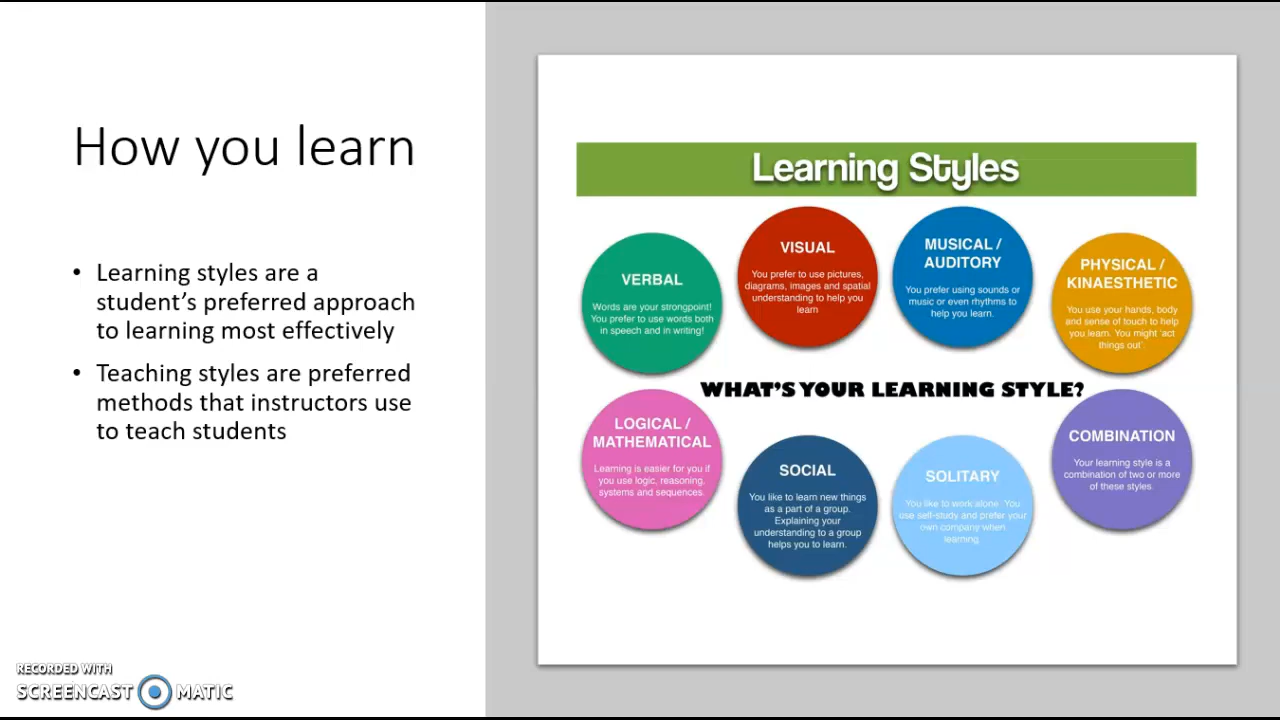 How you learn
• Learning styles are a
student's preferred approach
to learning most effectively
• Teaching styles are preferred
methods that instructors use
to teach students
Learning Styles
VERBAL
Words are your strongpoint!
You prefer to use words both
in speech and in writing!
VISUAL
You prefer to use pictures,
diagrams, images and spatial
understanding to help you
learn
MUSICAL /
AUDITORY
You prefer using sounds or
music or even rhythms to
help you learn.
PHYSICAL /
KINAESTHETIC
You use your hands, body
and sense of touch to help
you learn. You might 'act
things out'.
WHAT'S YOUR LEARNING STYLE?
LOGICAL /
MATHEMATICAL
Learning is easier for you if
you use logic, reasoning,
systems and sequences.
SOCIAL
You like to learn new things
as a part of a group.
Explaining your
understanding to a group
helps you to learn.
SOLITARY
You like to work alone. You
use self-study and prefer your
own company when
learning.
COMBINATION
Your learning style is a
combination of two or more
of these styles.
RECORDED WITH
SCREENCAST MATIC